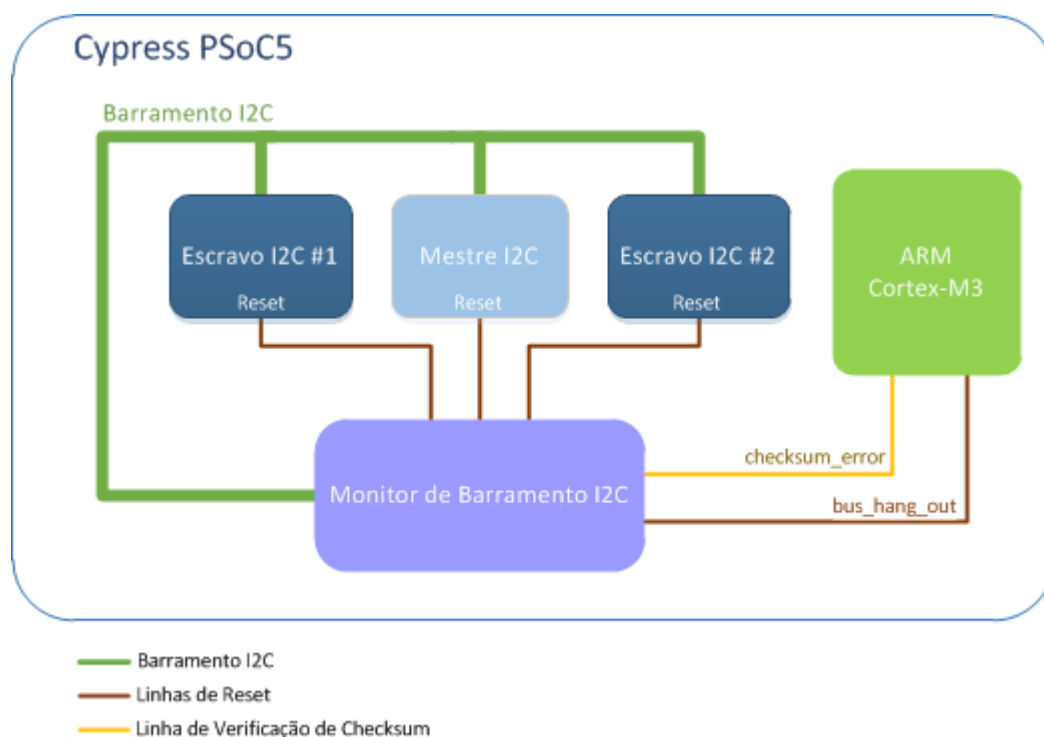 Cypress PSoC5
Barramento I2C
Escravo I2C #1
Reset
Mestre I2C
Reset
Escravo I2C #2
Reset
ARM
Cortex-M3
Monitor de Barramento I2C
checksum_error
bus_hang_out
Barramento I2C
Linhas de Reset
Linha de Verificação de Checksum